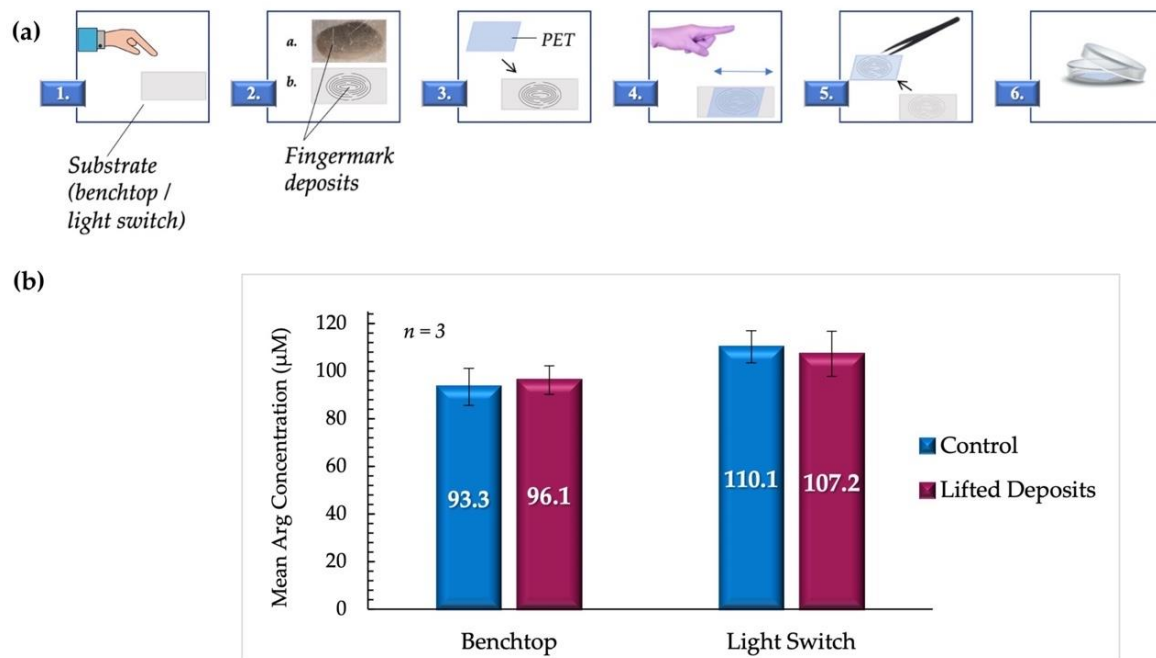 (a)
1.
Substrate
(benchtop /
light switch)
2.
a.
b.
Fingermark
deposits
3.
PET
4.
5.
6.
(b)
Mean Arg Concentration (µM)
120
100
80
60
40
20
0
n = 3
93.3
96.1
110.1
107.2
Benchtop
Light Switch
Control
Lifted Deposits